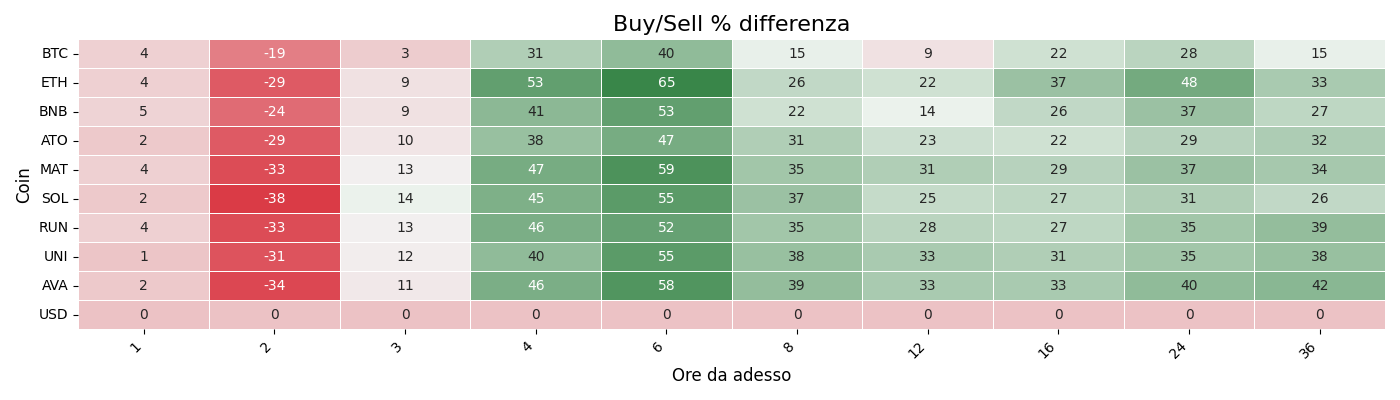 Buy/Sell % differenza
Coin
BTC 4 -19 3 31 40 15 9 22 28 15
ETH 4 -29 9 53 65 26 22 37 48 33
BNB 5 -24 9 41 53 22 14 26 37 27
ATO 2 -29 10 38 47 31 23 22 29 32
MAT 4 -33 13 47 59 35 31 29 37 34
SOL 2 -38 14 45 55 37 25 27 31 26
RUN 4 -33 13 46 52 35 28 27 35 39
UNI 1 -31 12 40 55 38 33 31 35 38
AVA 2 -34 11 46 58 39 33 33 40 42
USD 0 0 0 0 0 0 0 0 0 0
1 2 3 4 6 8 12 16 24 36
Ore da adesso